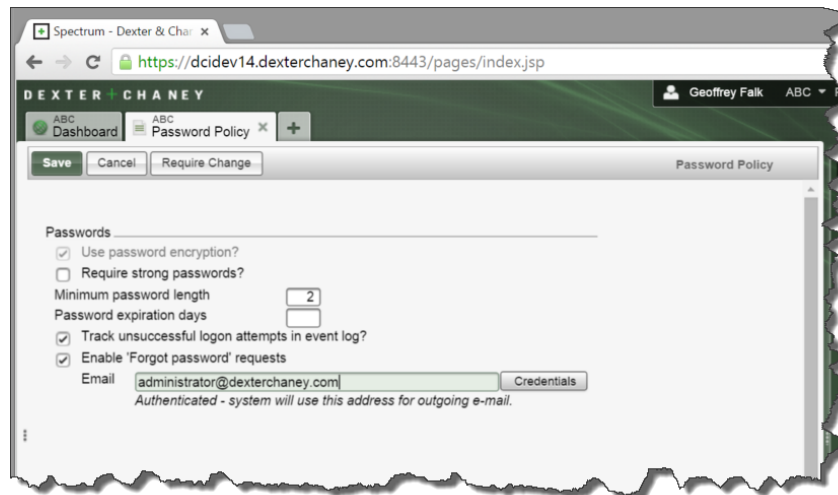 Spectrum - Dexter & Cha
https://dcidev14.dexterchaney.com:8443/pages/index.jsp
DEXTER+CHANEY
Geoffrey Falk ABC
ABC
Dashboard
ABC
Password Policy
Save Cancel Require Change Password Policy
Passwords
Use password encryption?
Require strong passwords?
Minimum password length 2
Password expiration days
Track unsuccessful logon attempts in event log?
Enable 'Forgot password' requests
Email administrator@dexterchaney.com Credentials
Authenticated - system will use this address for outgoing e-mail.